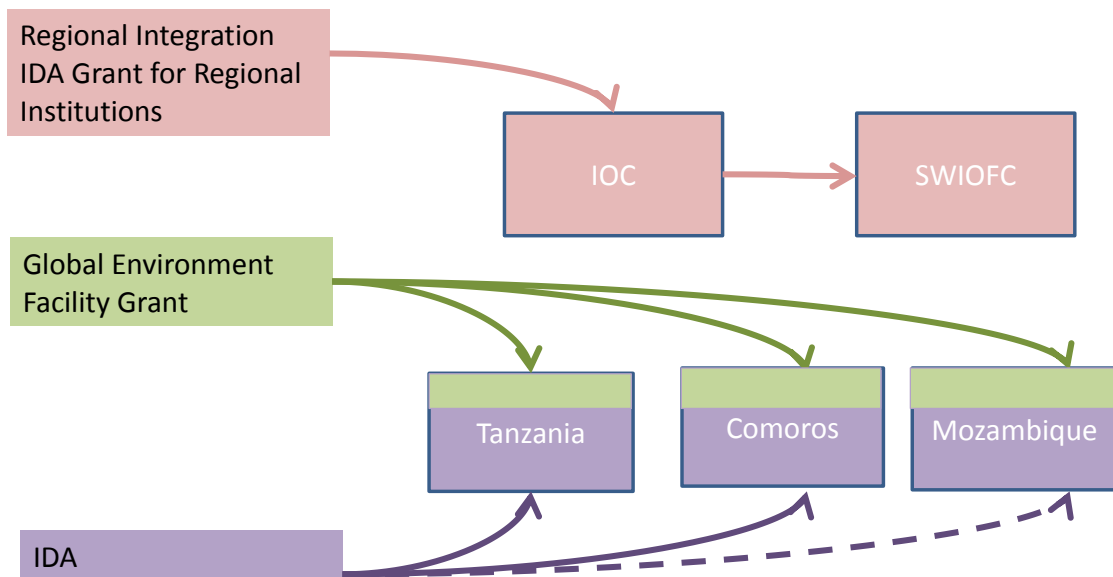 Regional Integration
IDA Grant for Regional
Institutions
IOC
SWIOFC
Global Environment
Facility Grant
Tanzania
Comoros
Mozambique
IDA